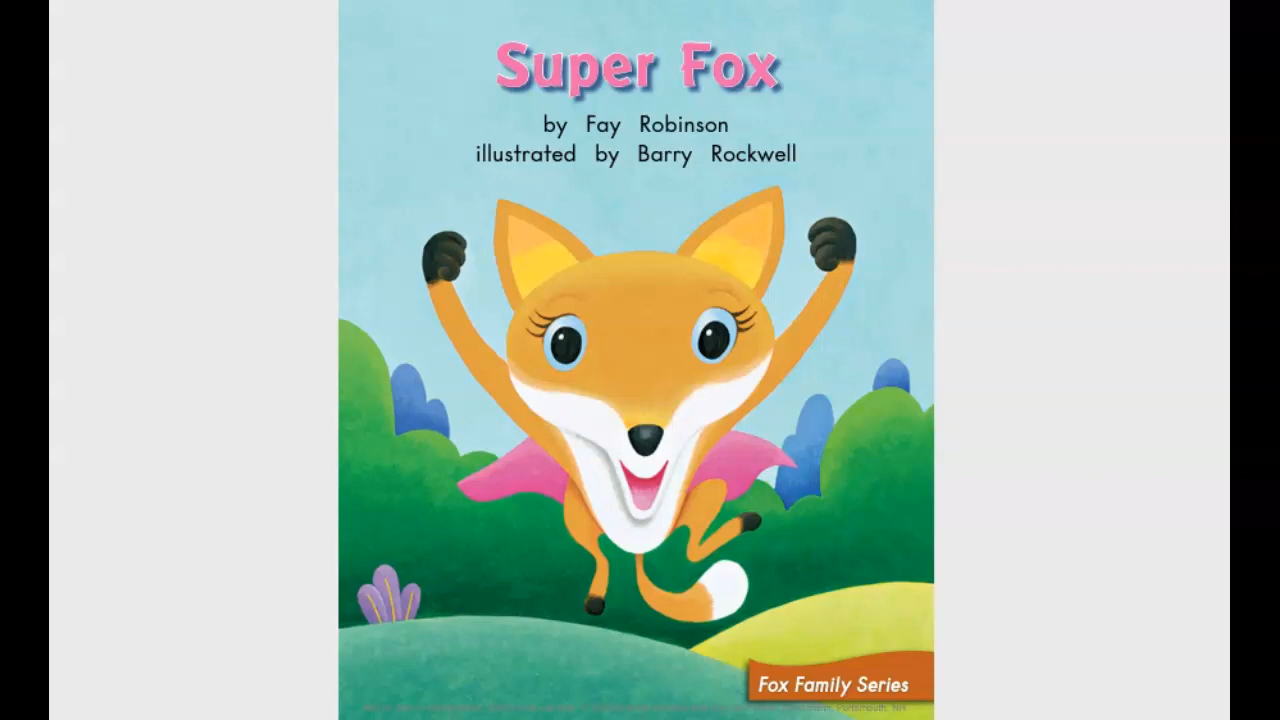 Super Fox
by Fay Robinson
illustrated by Barry Rockwell
Fox Family Series